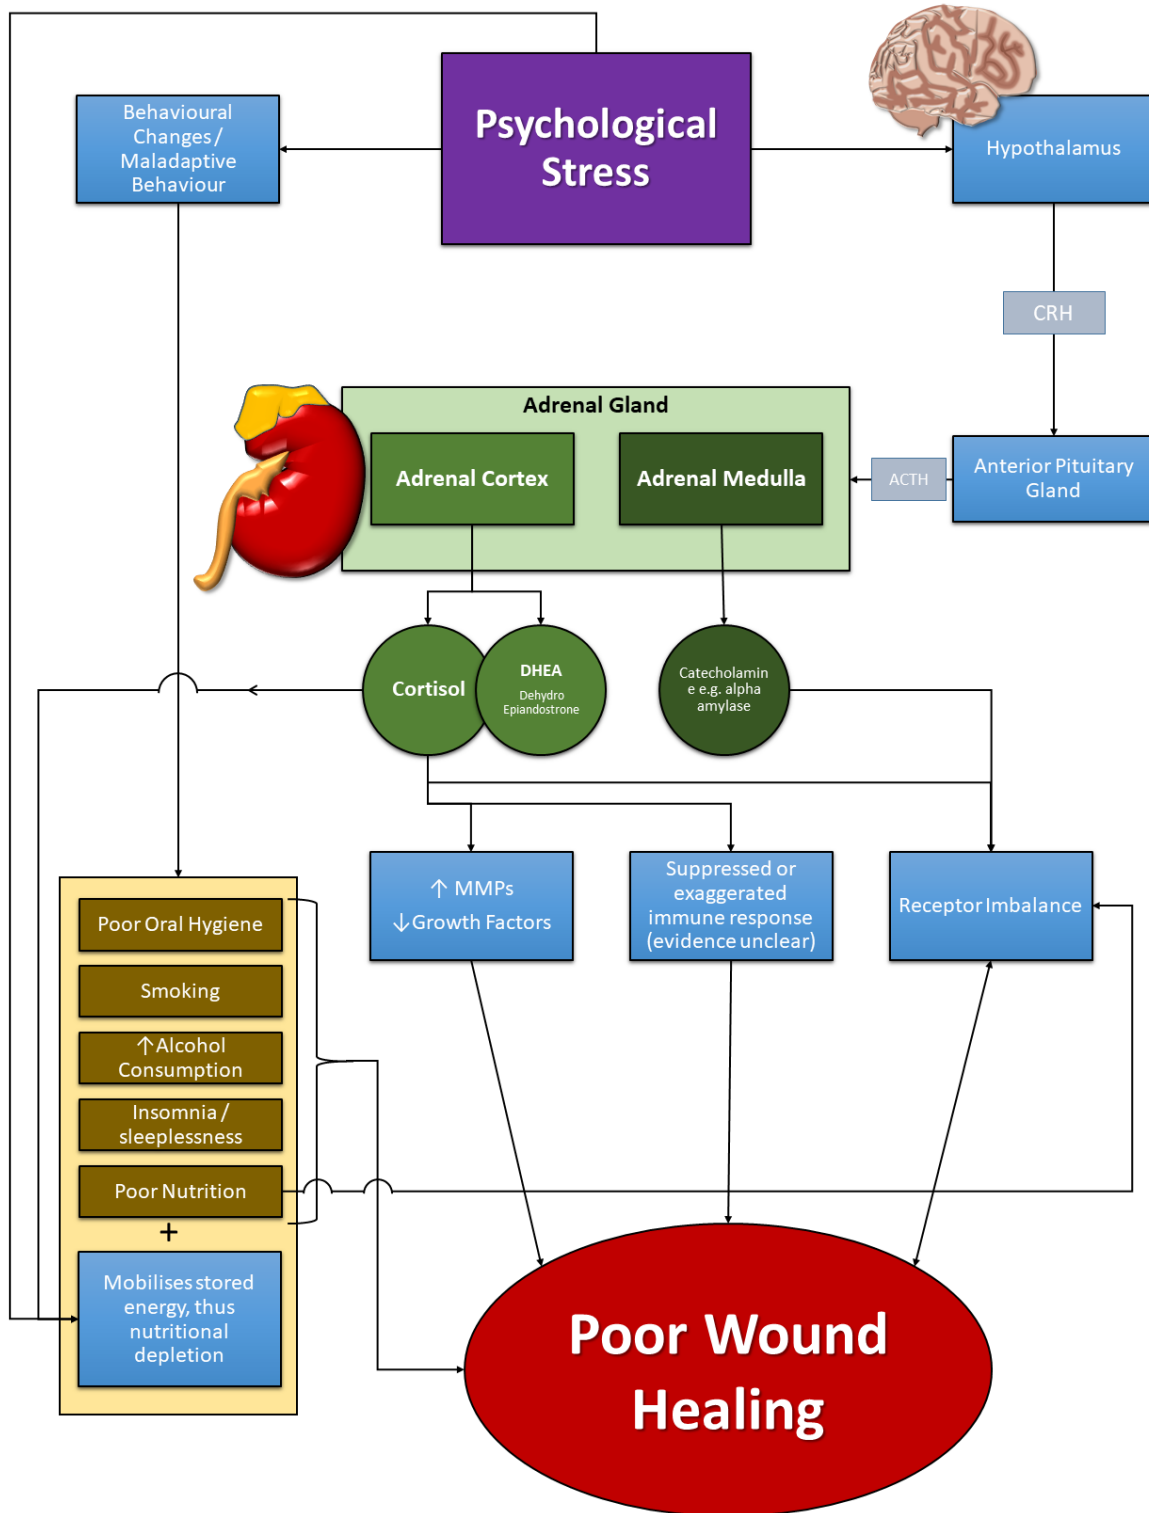 Psychological
Stress
Behavioural
Changes /
Maladaptive
Behaviour
Hypothalamus
CRH
Adrenal Gland
Adrenal Cortex
Adrenal Medulla
ACTH
Anterior Pituitary
Gland
Cortisol
DHEA
Dehydro
Epiandostrone
Catecholamin
e e.g. alpha
amylase
↑ MMPs
↓Growth Factors
Suppressed or
exaggerated
immune response
(evidence unclear)
Receptor Imbalance
Poor Oral Hygiene
Smoking
↑Alcohol
Consumption
Insomnia /
sleeplessness
Poor Nutrition
+
Mobilises stored
energy, thus
nutritional
depletion
Poor Wound
Healing